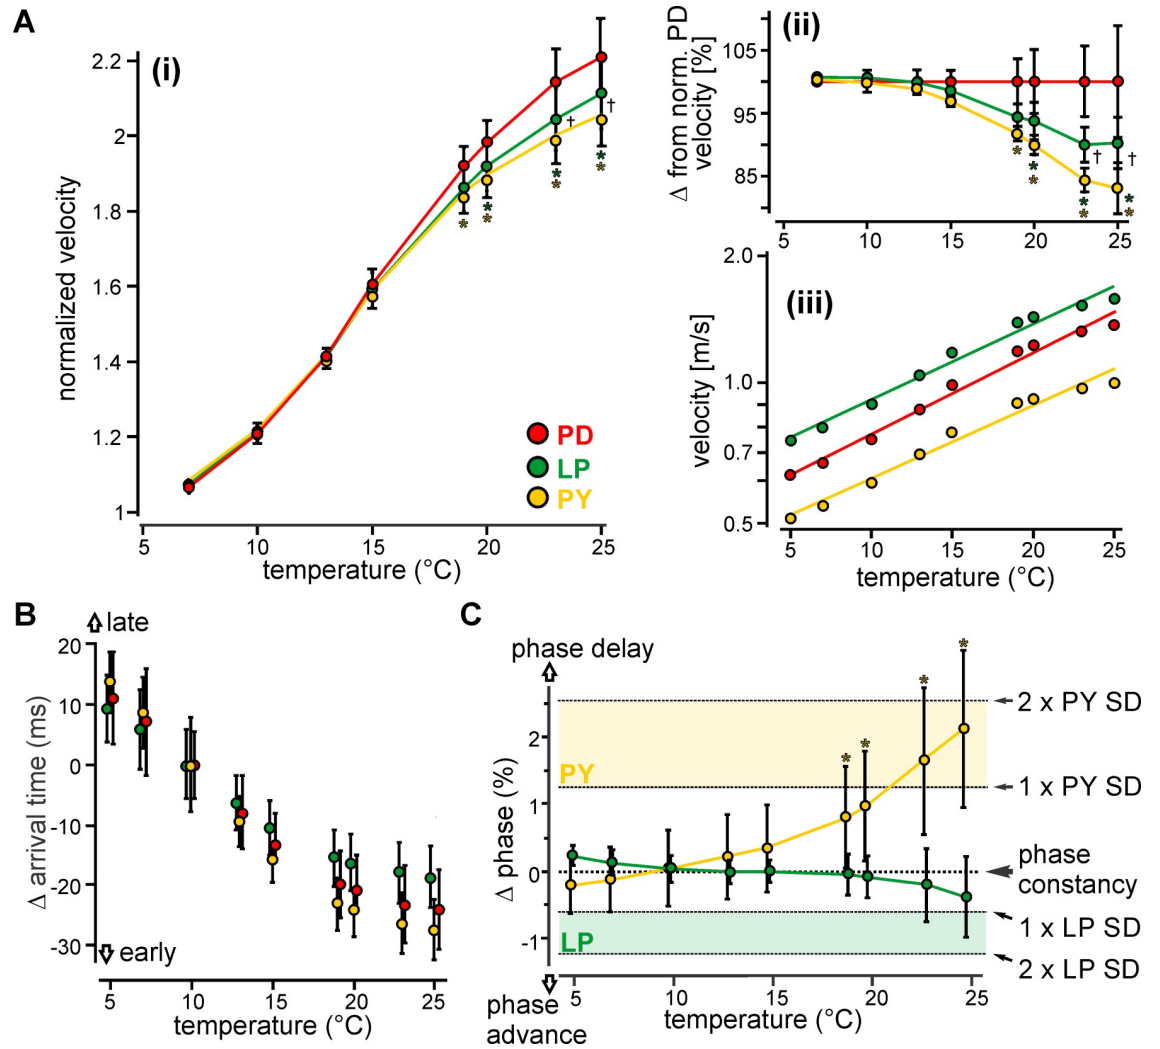 A
(i)
normalized velocity
2.2
2
1.8
1.6
1.4
1.2
1
†
†
*
*
*
*
*
*
*
PD
LP
PY
5 10 15 20 25
temperature (°C)
(ii)
Δ from norm. PD
velocity [%]
105
95
85
†
†
*
*
*
*
*
*
*
5 10 15 20 25
(iii)
velocity [m/s]
2.0
1.0
0.7
0.5
5 10 15 20 25
temperature (°C)
B
late
Δ arrival time (ms)
20
10
0
-10
-20
-30
early
5 10 15 20 25
temperature (°C)
C
phase delay
Δ phase (%)
2
1
0
-1
PY
LP
*
*
*
*
2 x PY SD
1 x PY SD
phase
constancy
1 x LP SD
2 x LP SD
5 10 15 20 25
phase
advance
temperature (°C)